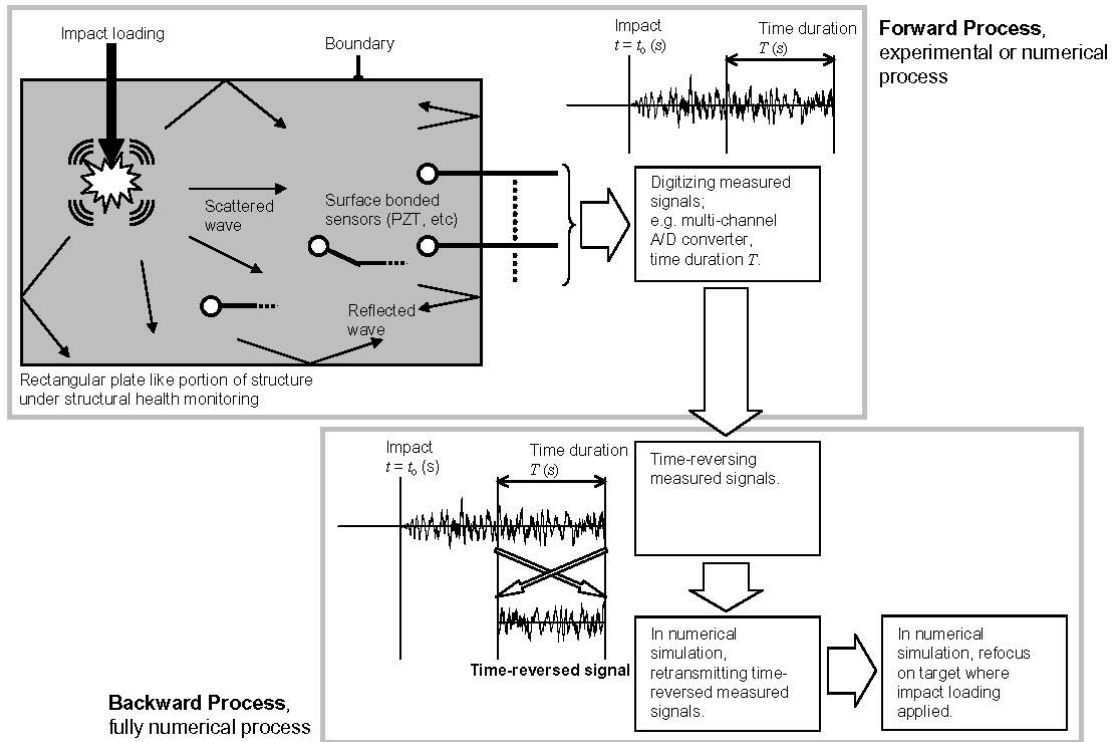 Impact loading
Boundary
Impact
t = t₀ (s)
Time duration
T (s)
Forward Process,
experimental or numerical
process
Scattered
wave
Surface bonded
sensors (PZT, etc)
Reflected
wave
Digitizing measured
signals;
e.g. multi-channel
A/D converter,
time duration T.
Rectangular plate like portion of structure
under structural health monitoring
Impact
t = t₀ (s)
Time duration
T (s)
Time-reversing
measured signals.
Time-reversed signal
In numerical
simulation,
retransmitting time-
reversed measured
signals.
In numerical
simulation, refocus
on target where
impact loading
applied.
Backward Process,
fully numerical process